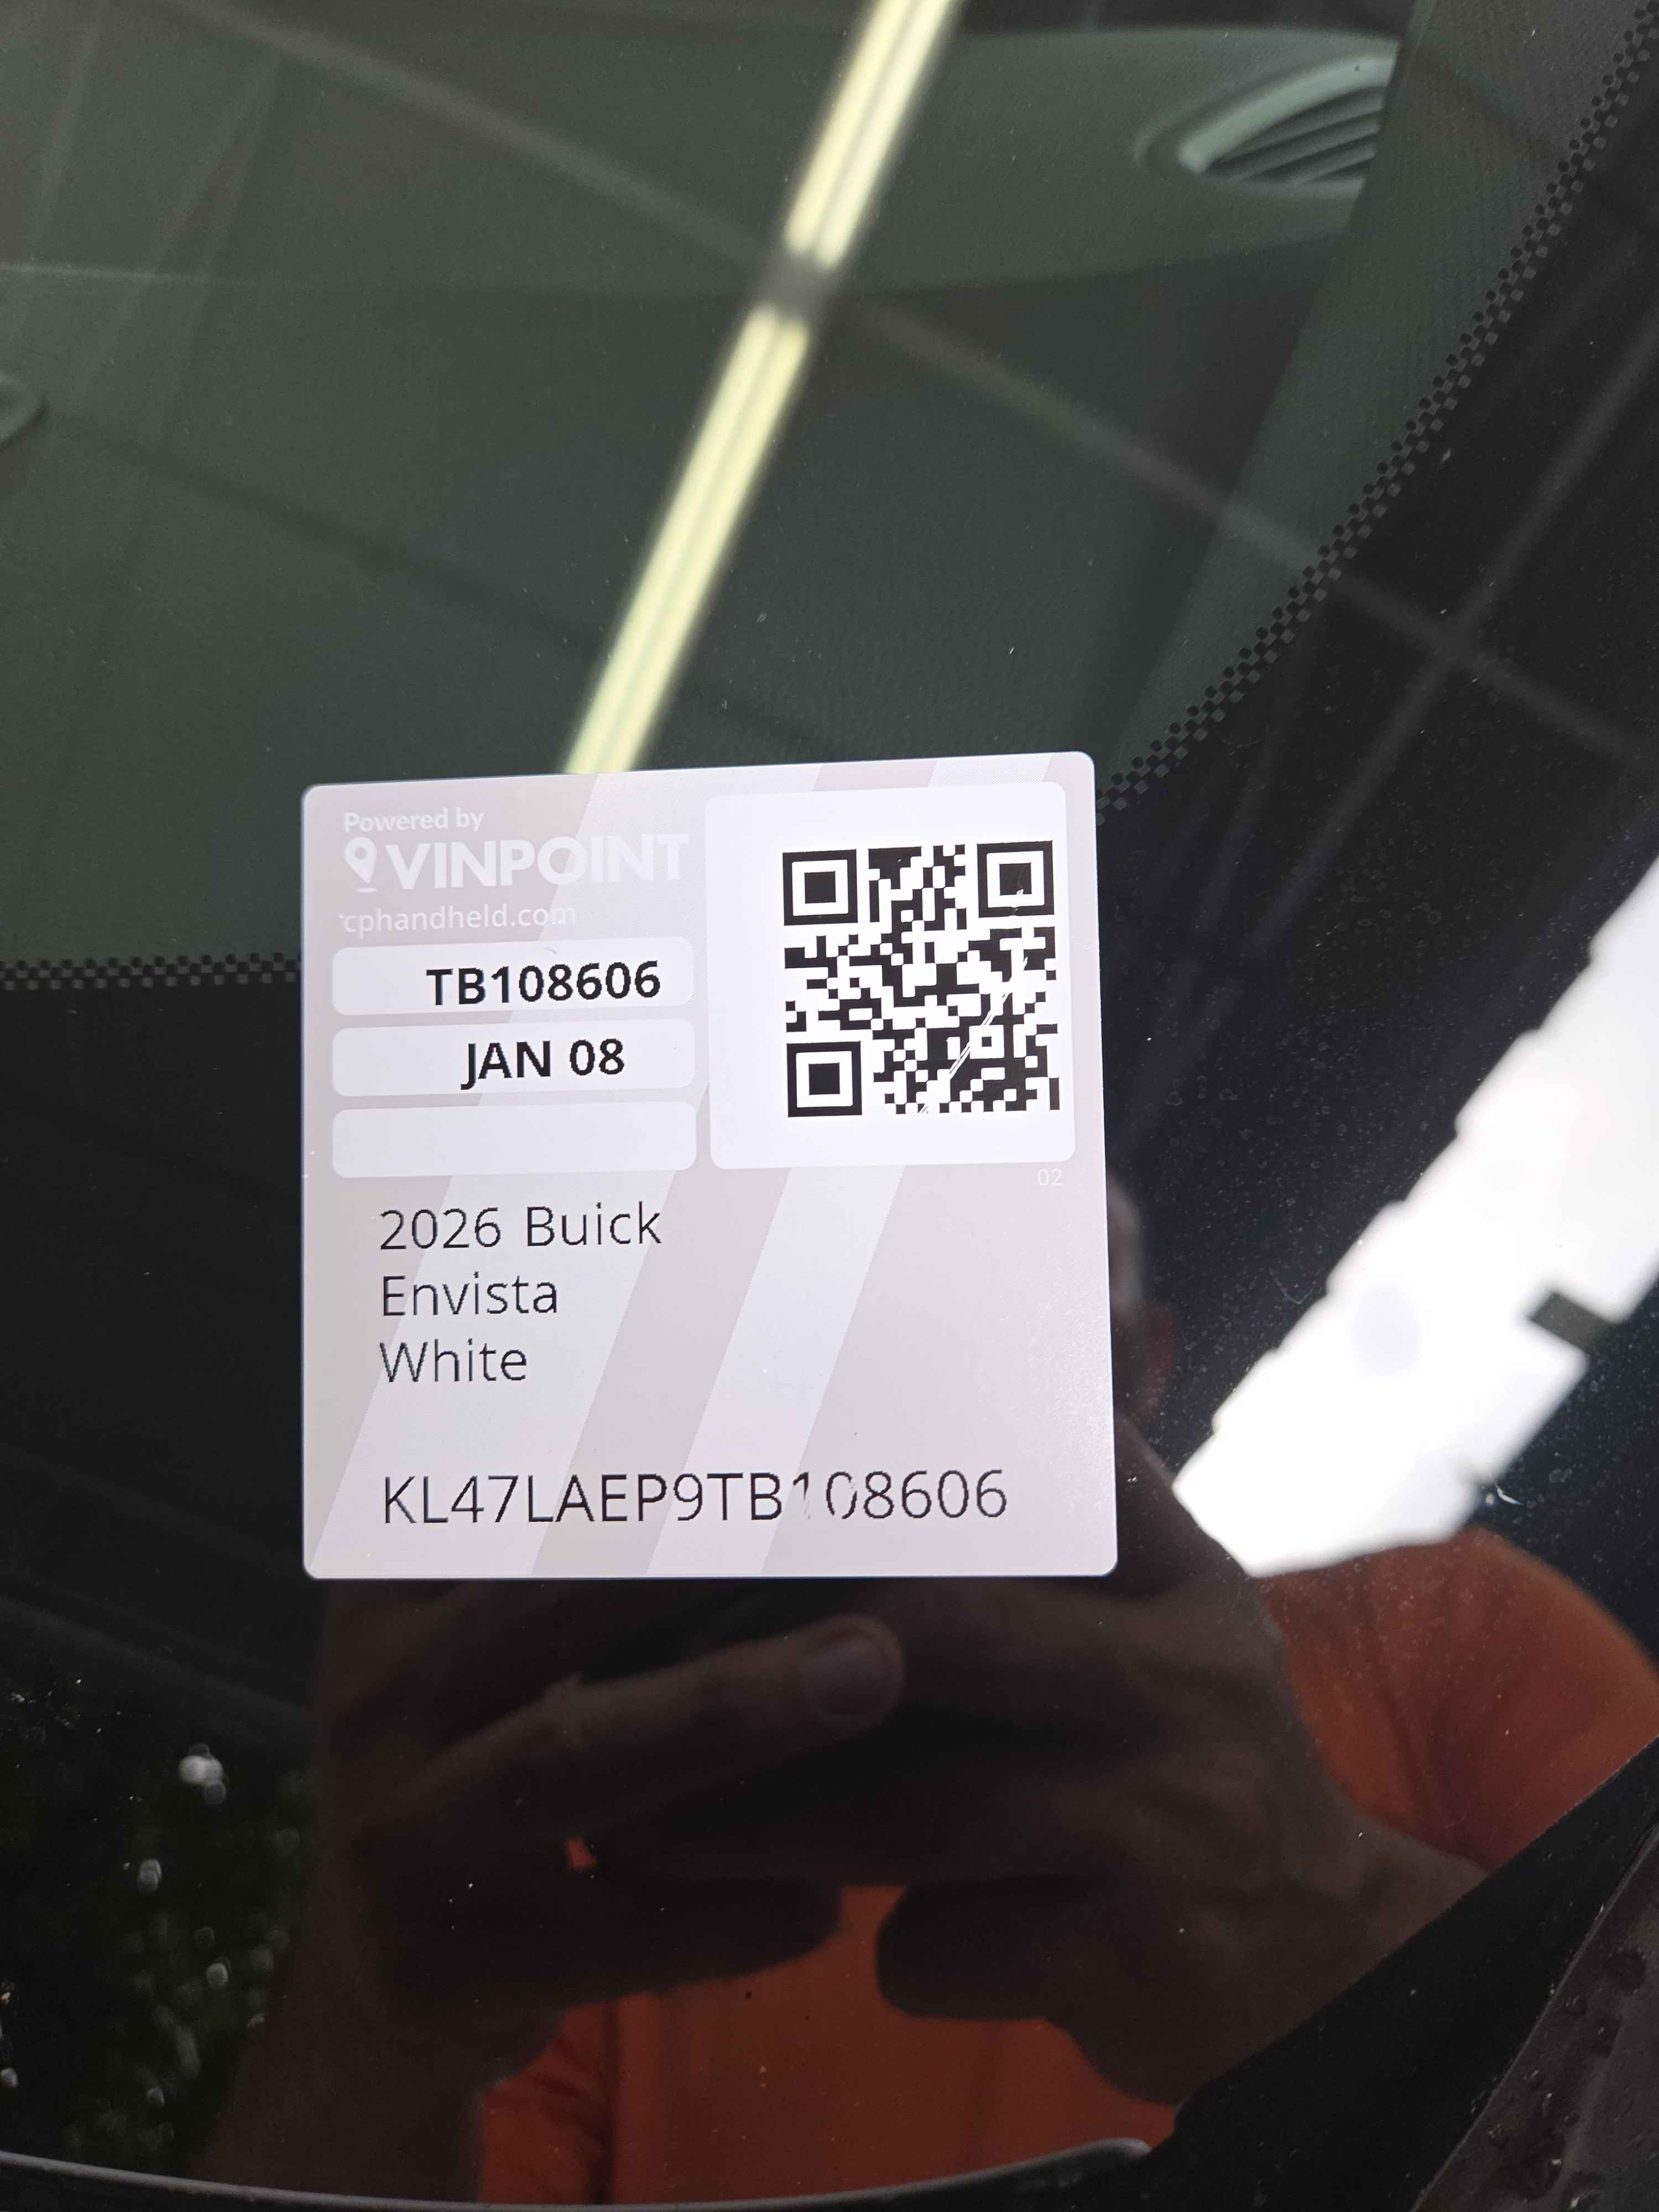 Powered by
VINPOINT
cphandheld.com
TB108606
JAN 08
02
2026 Buick
Envista
White
KL47LAEP9TB108606